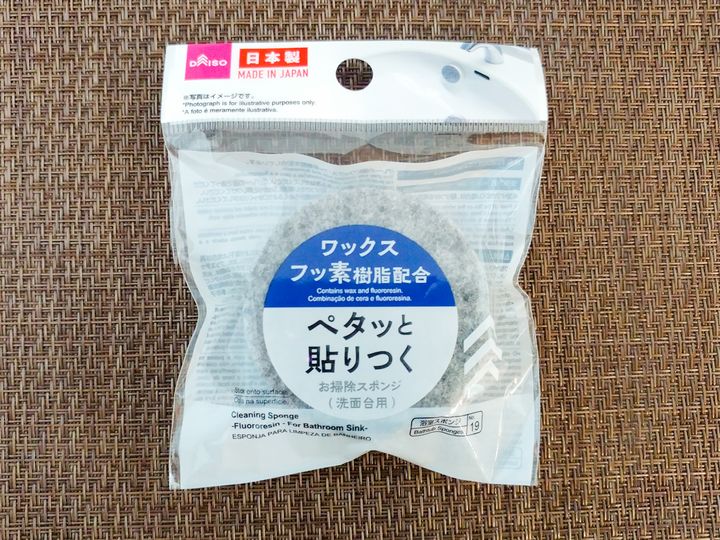 DAISO
日本製
MADE IN JAPAN
※写真はイメージです。
*Photograph is for illustrative purposes only.
*A foto é meramente ilustrativa.
ワックス
フッ素樹脂配合
Contains wax and fluororesin.
Combinação de cera e fluororesina.
ペタッと
貼りつく
お掃除スポンジ
(洗面台用)
Cleaning Sponge
-Fluororesin - For Bathroom Sink-
ESPONJA PARA LIMPEZA DE BANHEIRO
浴室スポンジ
Bathtub Sponges
No.
19